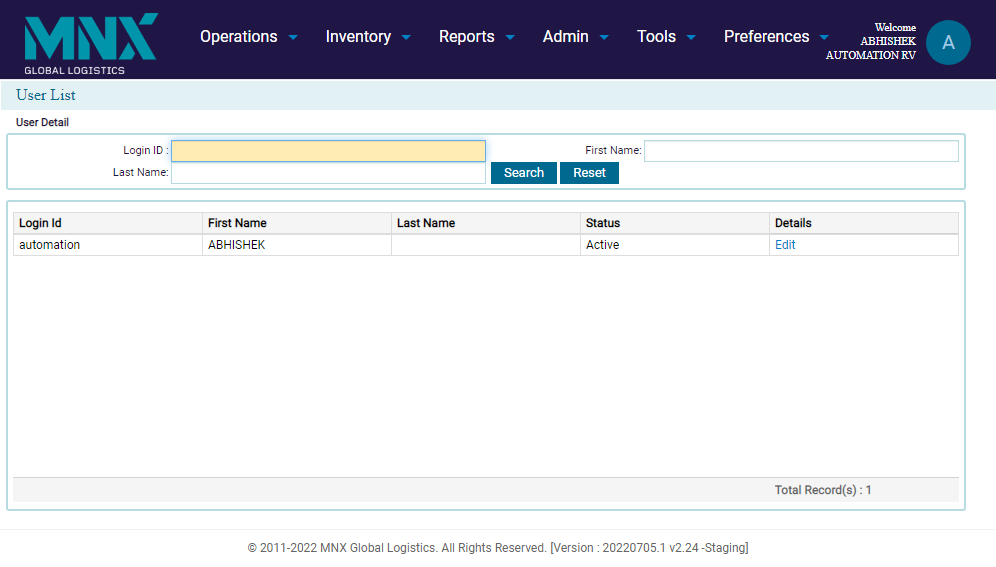 MNX
GLOBAL LOGISTICS
Operations Inventory Reports Admin Tools Preferences
Welcome
ABHISHEK
AUTOMATION RV
A
User List
User Detail
Login ID : First Name:
Last Name: Search Reset
Login Id First Name Last Name Status Details
automation ABHISHEK Active Edit
Total Record(s) : 1
© 2011-2022 MNX Global Logistics. All Rights Reserved. [Version : 20220705.1 v2.24 -Staging]